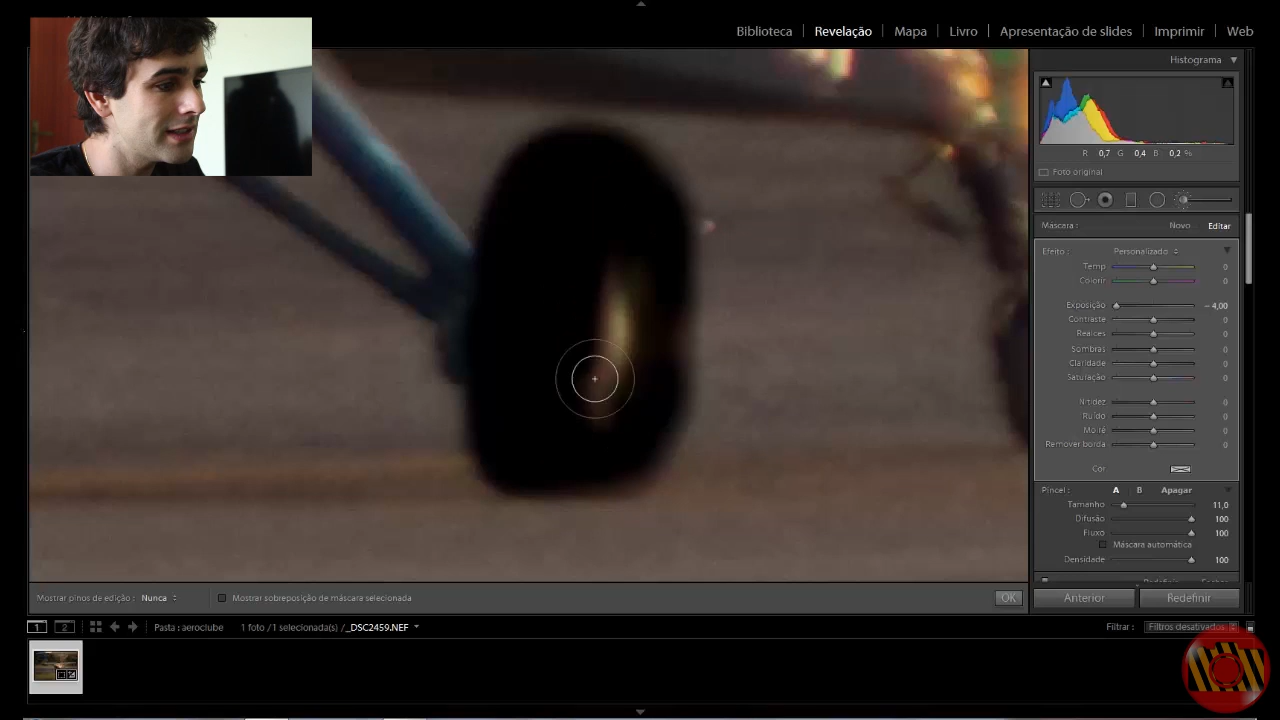 Biblioteca | Revelação | Mapa | Livro | Apresentação de slides | Imprimir | Web
Histograma
R 0,7 G 0,4 B 0,2 %
Foto original
Máscara : Novo Editar
Efeito : Personalizado
Temp 0
Colorir 0
Exposição – 4,00
Contraste 0
Realces 0
Sombras 0
Claridade 0
Saturação 0
Nitidez 0
Ruído 0
Moiré 0
Remover borda 0
Cor
Pincel : A B Apagar
Tamanho 11,0
Difusão 100
Fluxo 100
Máscara automática
Densidade 100
Mostrar pinos de edição : Nunca Mostrar sobreposição de máscara selecionada OK
Anterior Redefinir
1 2 Pasta : aeroclube 1 foto /1 selecionada(s) /_DSC2459.NEF
Filtrar : Filtros desativados